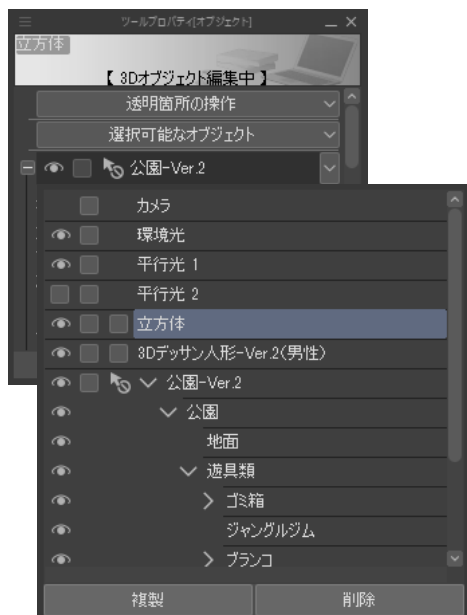 ツールプロパティ[オブジェクト]
立方体
【 3Dオブジェクト編集中 】
透明箇所の操作
選択可能なオブジェクト
公園-Ver.2
カメラ
環境光
平行光 1
平行光 2
立方体
3Dデッサン人形-Ver.2(男性)
公園-Ver.2
公園
地面
遊具類
ゴミ箱
ジャングルジム
ブランコ
複製
削除